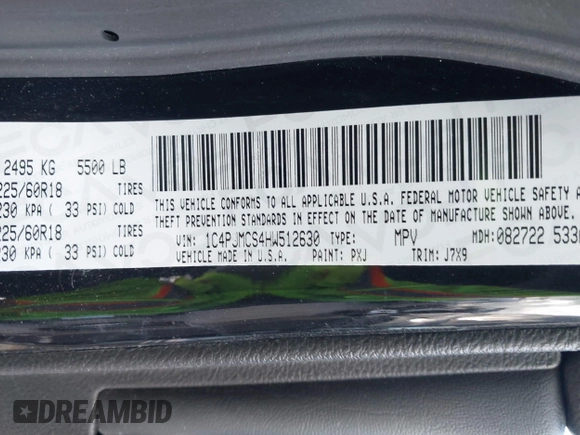 2495 KG 5500 LB
225/60R18 TIRES
230 KPA ( 33 PSI) COLD
225/60R18 TIRES
230 KPA ( 33 PSI) COLD
THIS VEHICLE CONFORMS TO ALL APPLICABLE U.S.A. FEDERAL MOTOR VEHICLE SAFETY
THEFT PREVENTION STANDARDS IN EFFECT ON THE DATE OF MANUFACTURE SHOWN ABOVE.
VIN: 1C4PJMCS4HW512630 TYPE: MPV MDH: 082722 533
VEHICLE MADE IN U.S.A. PAINT: PXJ TRIM: J7X9
DREAMBID